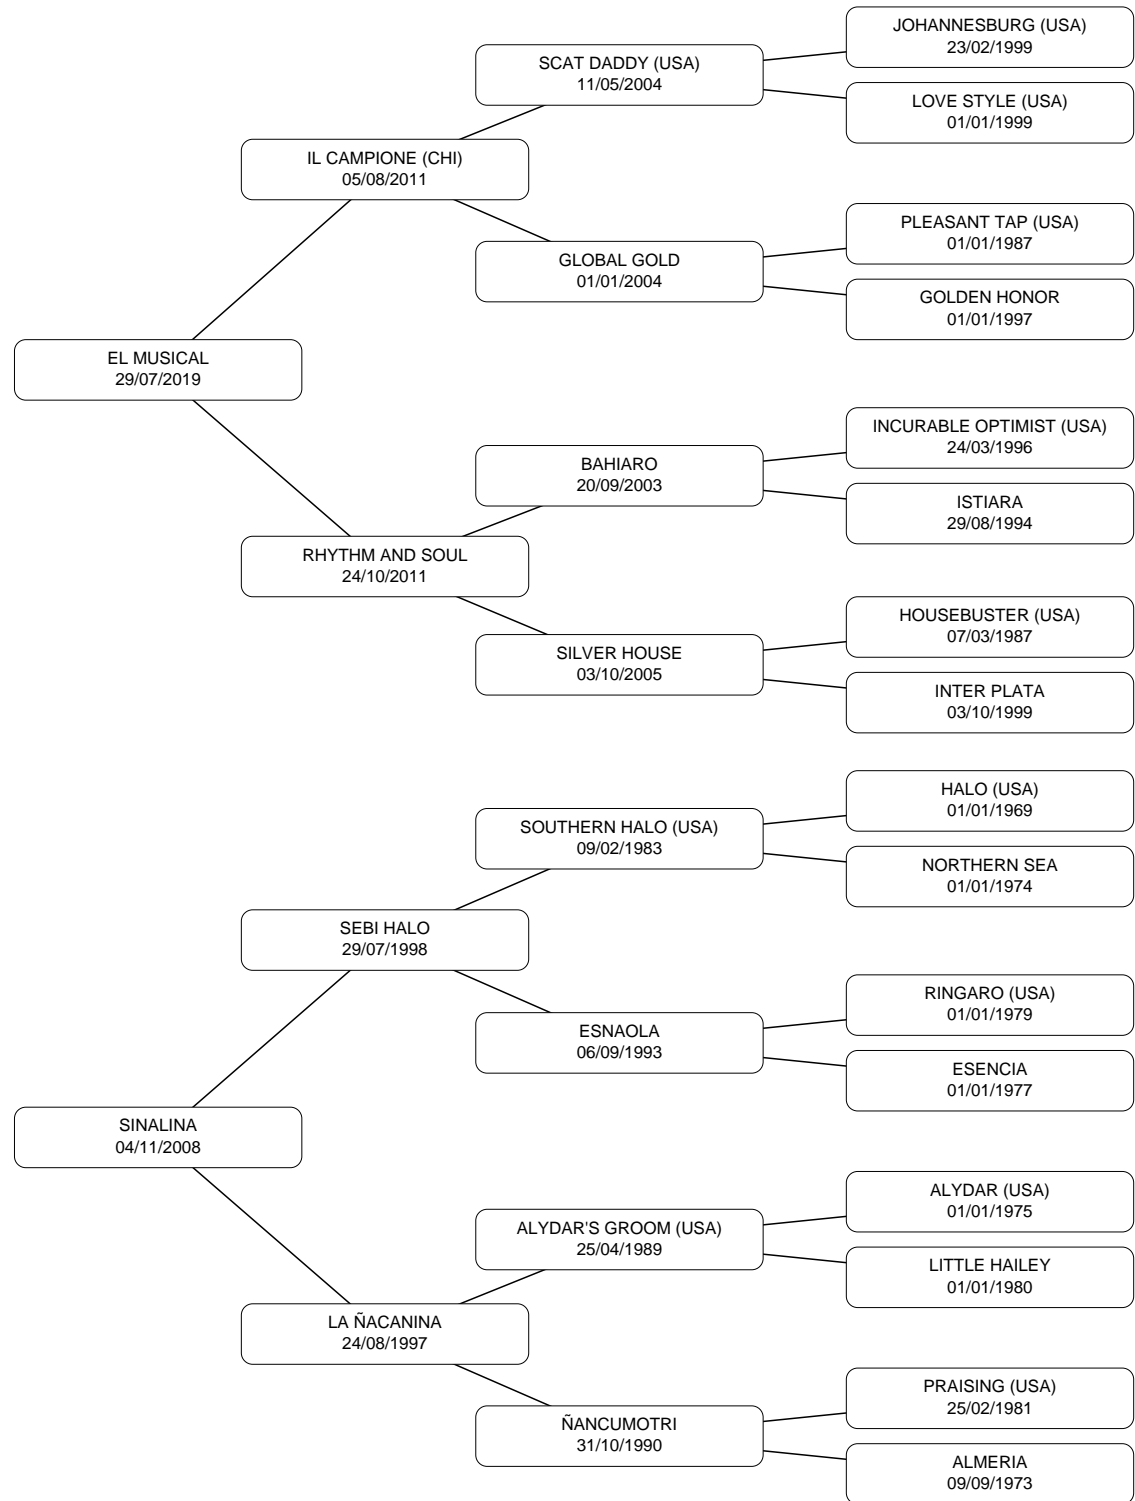 JOHANNESBURG (USA)
23/02/1999
SCAT DADDY (USA)
11/05/2004
LOVE STYLE (USA)
01/01/1999
IL CAMPIONE (CHI)
05/08/2011
PLEASANT TAP (USA)
01/01/1987
GLOBAL GOLD
01/01/2004
GOLDEN HONOR
01/01/1997
EL MUSICAL
29/07/2019
INCURABLE OPTIMIST (USA)
24/03/1996
BAHIARO
20/09/2003
ISTIARA
29/08/1994
RHYTHM AND SOUL
24/10/2011
HOUSEBUSTER (USA)
07/03/1987
SILVER HOUSE
03/10/2005
INTER PLATA
03/10/1999
HALO (USA)
01/01/1969
SOUTHERN HALO (USA)
09/02/1983
NORTHERN SEA
01/01/1974
SEBI HALO
29/07/1998
RINGARO (USA)
01/01/1979
ESNAOLA
06/09/1993
ESENCIA
01/01/1977
SINALINA
04/11/2008
ALYDAR (USA)
01/01/1975
ALYDAR'S GROOM (USA)
25/04/1989
LITTLE HAILEY
01/01/1980
LA ÑACANINA
24/08/1997
PRAISING (USA)
25/02/1981
ÑANCUMOTRI
31/10/1990
ALMERIA
09/09/1973